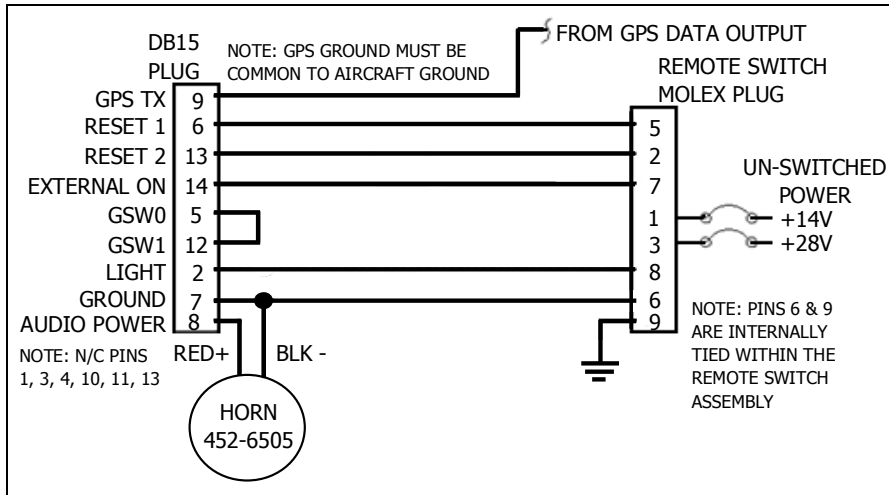 FROM GPS DATA OUTPUT
DB15
PLUG
NOTE: GPS GROUND MUST BE
COMMON TO AIRCRAFT GROUND
REMOTE SWITCH
MOLEX PLUG
GPS TX 9
RESET 1 6
5
RESET 2 13
2
EXTERNAL ON 14
7
GSW0 5
GSW1 12
LIGHT 2
8
GROUND 7
6
AUDIO POWER 8
9
UN-SWITCHED
POWER
1
+14V
3
+28V
NOTE: N/C PINS
1, 3, 4, 10, 11, 13
RED+
BLK -
HORN
452-6505
NOTE: PINS 6 & 9
ARE INTERNALLY
TIED WITHIN THE
REMOTE SWITCH
ASSEMBLY